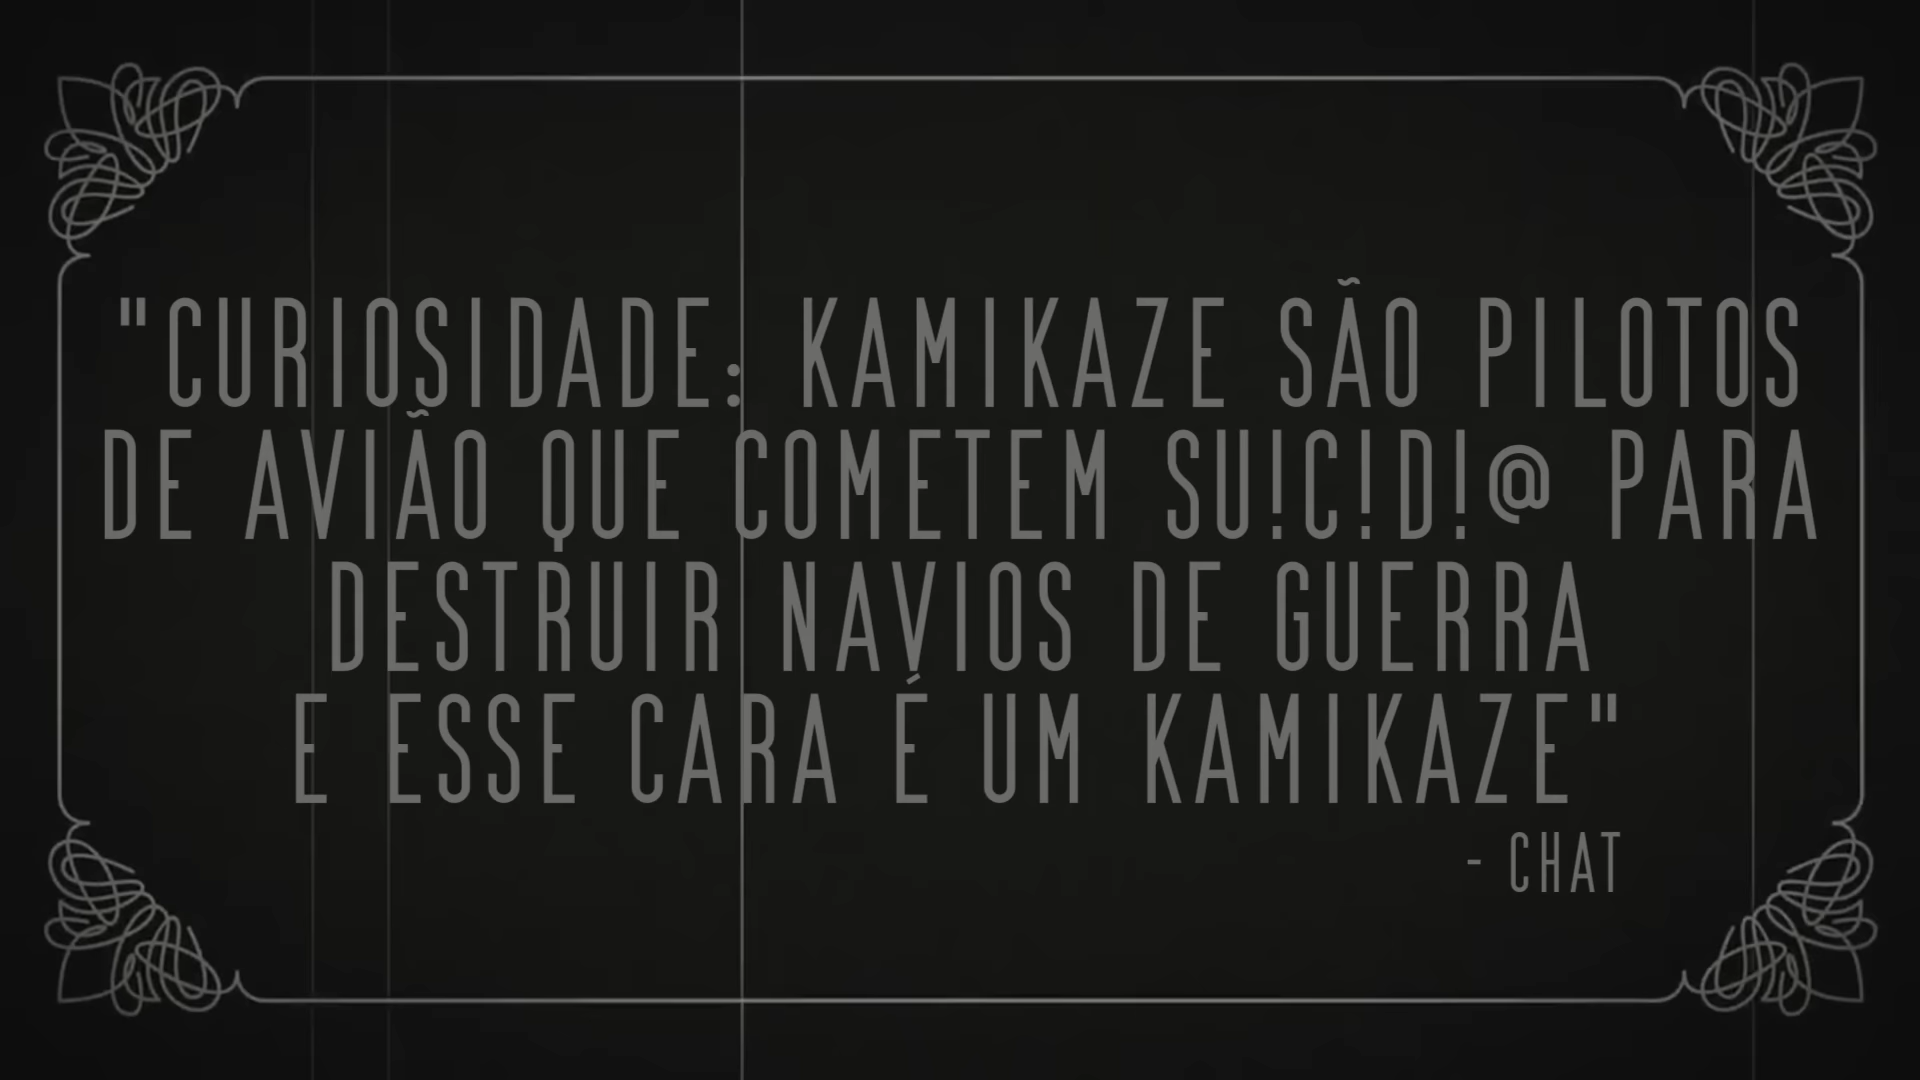 "CURIOSIDADE: KAMIKAZE SÃO PILOTOS
DE AVIÃO QUE COMETEM SU!C!D!@ PARA
DESTRUIR NAVIOS DE GUERRA
E ESSE CARA É UM KAMIKAZE"
- CHAT